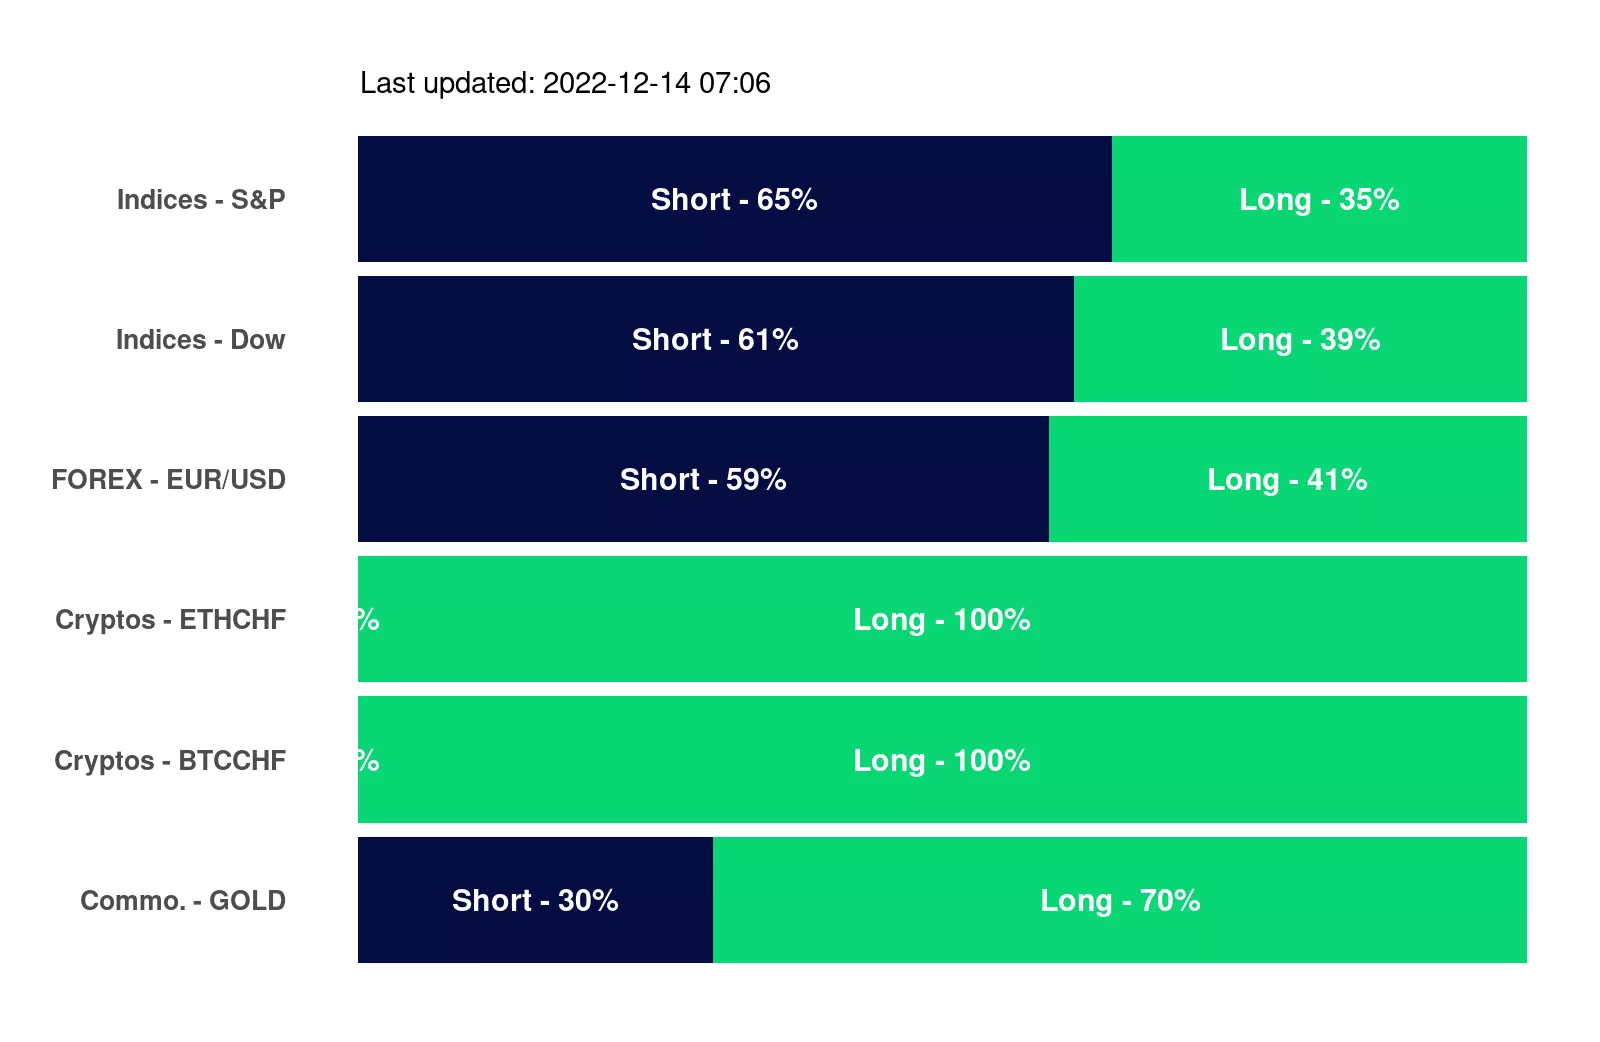 Last updated: 2022-12-14 07:06
Indices - S&P Short - 65% Long - 35%
Indices - Dow Short - 61% Long - 39%
FOREX - EUR/USD Short - 59% Long - 41%
Cryptos - ETHCHF % Long - 100%
Cryptos - BTCCHF % Long - 100%
Commo. - GOLD Short - 30% Long - 70%